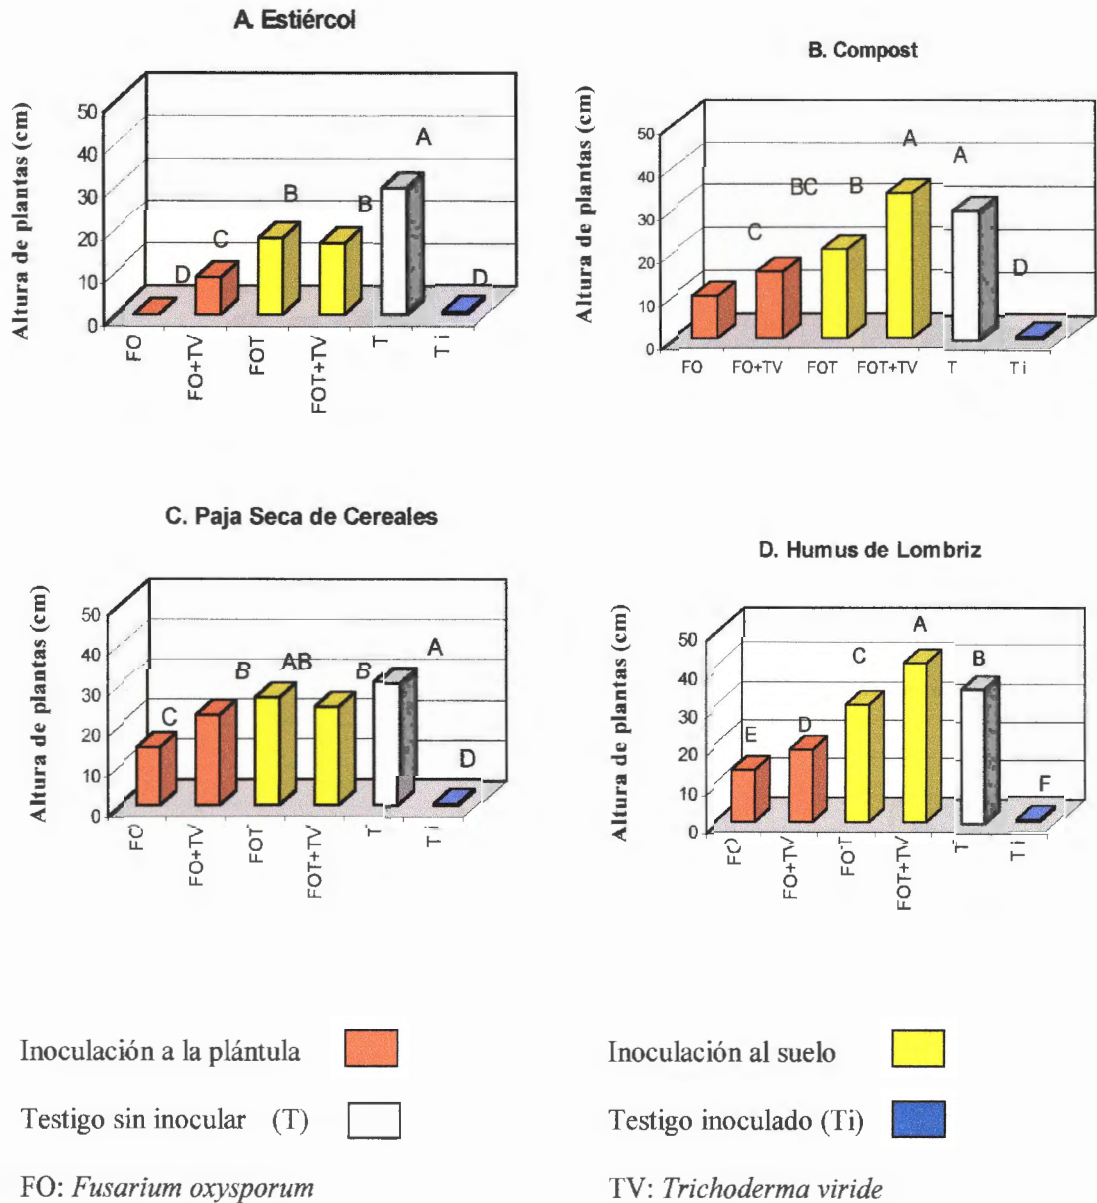 A. Estiércol
Altura de plantas (cm)
50
40
30
20
10
0
D
C
B
B
A
D
FO
FO+TV
FOT
FOT+TV
T
Ti
B. Compost
Altura de plantas (cm)
50
40
30
20
10
0
C
BC
B
A
A
D
FO
FO+TV
FOT
FOT+TV
T
Ti
C. Paja Seca de Cereales
Altura de plantas (cm)
50
40
30
20
10
0
C
B
AB
B
A
D
FO
FO+TV
FOT
FOT+TV
T
Ti
D. Humus de Lombriz
Altura de plantas (cm)
50
40
30
20
10
0
E
D
C
A
B
F
FO
FO+TV
FOT
FOT+TV
T
Ti
Inoculación a la plántula
Inoculación al suelo
Testigo sin inocular (T)
Testigo inoculado (Ti)
FO: Fusarium oxysporum
TV: Trichoderma viride